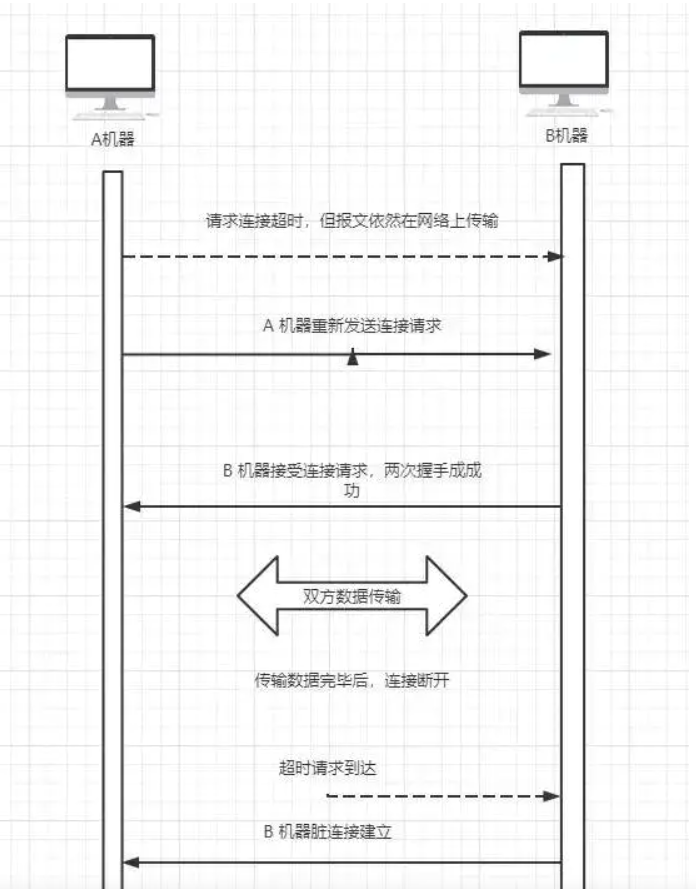 A机器
B机器
请求连接超时，但报文依然在网络上传输
A 机器重新发送连接请求
B 机器接受连接请求，两次握手成成
功
双方数据传输
传输数据完毕后，连接断开
超时请求到达
B 机器脏连接建立